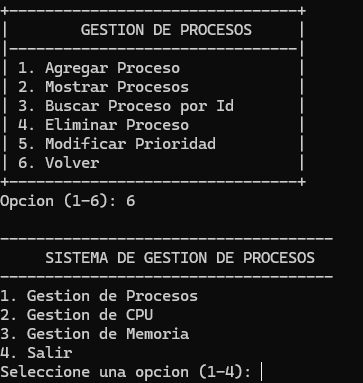 GESTION DE PROCESOS
1. Agregar Proceso
2. Mostrar Procesos
3. Buscar Proceso por Id
4. Eliminar Proceso
5. Modificar Prioridad
6. Volver
Opcion (1-6): 6
SISTEMA DE GESTION DE PROCESOS
1. Gestion de Procesos
2. Gestion de CPU
3. Gestion de Memoria
4. Salir
Seleccione una opcion (1-4):